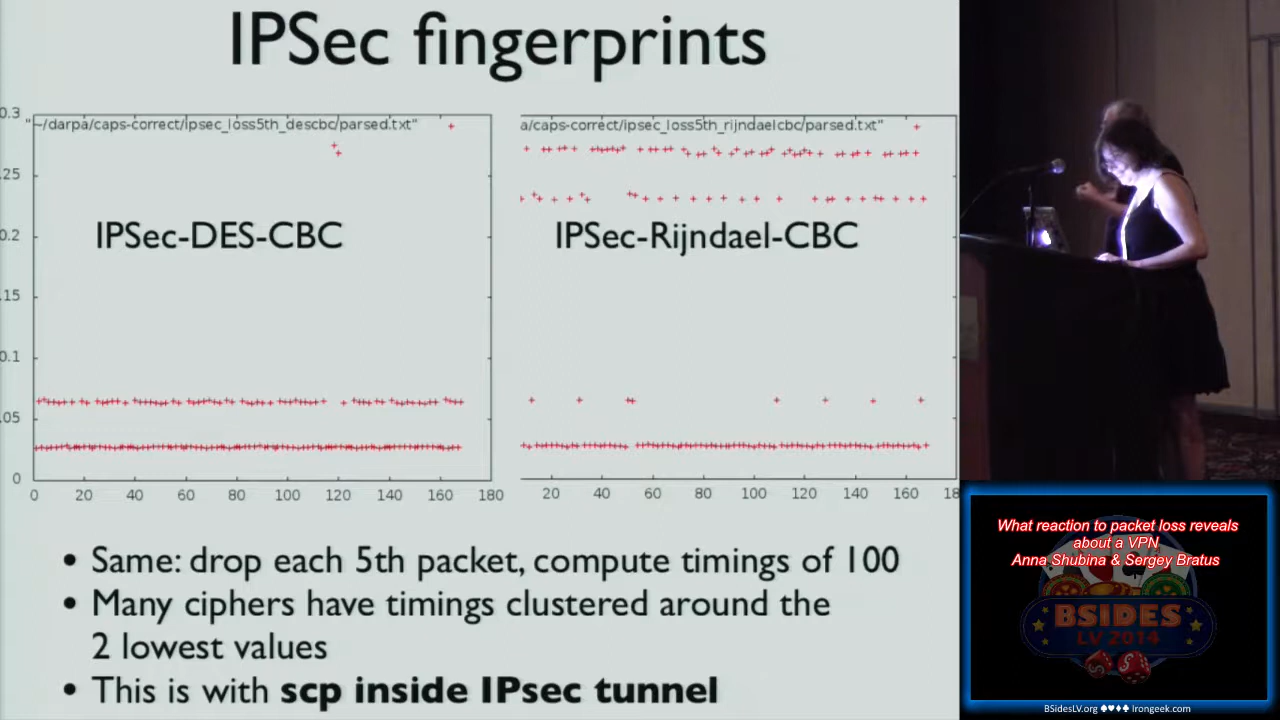 IPSec fingerprints
0.3
"~/darpa/caps-correct/ipsec_loss5th_descbc/parsed.txt"
a/caps-correct/ipsec_loss5th_rijndaelcbc/parsed.txt"
.25
IPSec-DES-CBC
IPSec-Rijndael-CBC
0.2
.15
0.1
.05
0
0 20 40 60 80 100 120 140 160 180
20 40 60 80 100 120 140 160 18
• Same: drop each 5th packet, compute timings of 100
• Many ciphers have timings clustered around the
2 lowest values
• This is with scp inside IPsec tunnel
What reaction to packet loss reveals
about a VPN
Anna Shubina & Sergey Bratus
BSIDES
LV 2014
BSidesLV.org ♠♥♦♣ Irongeek.com